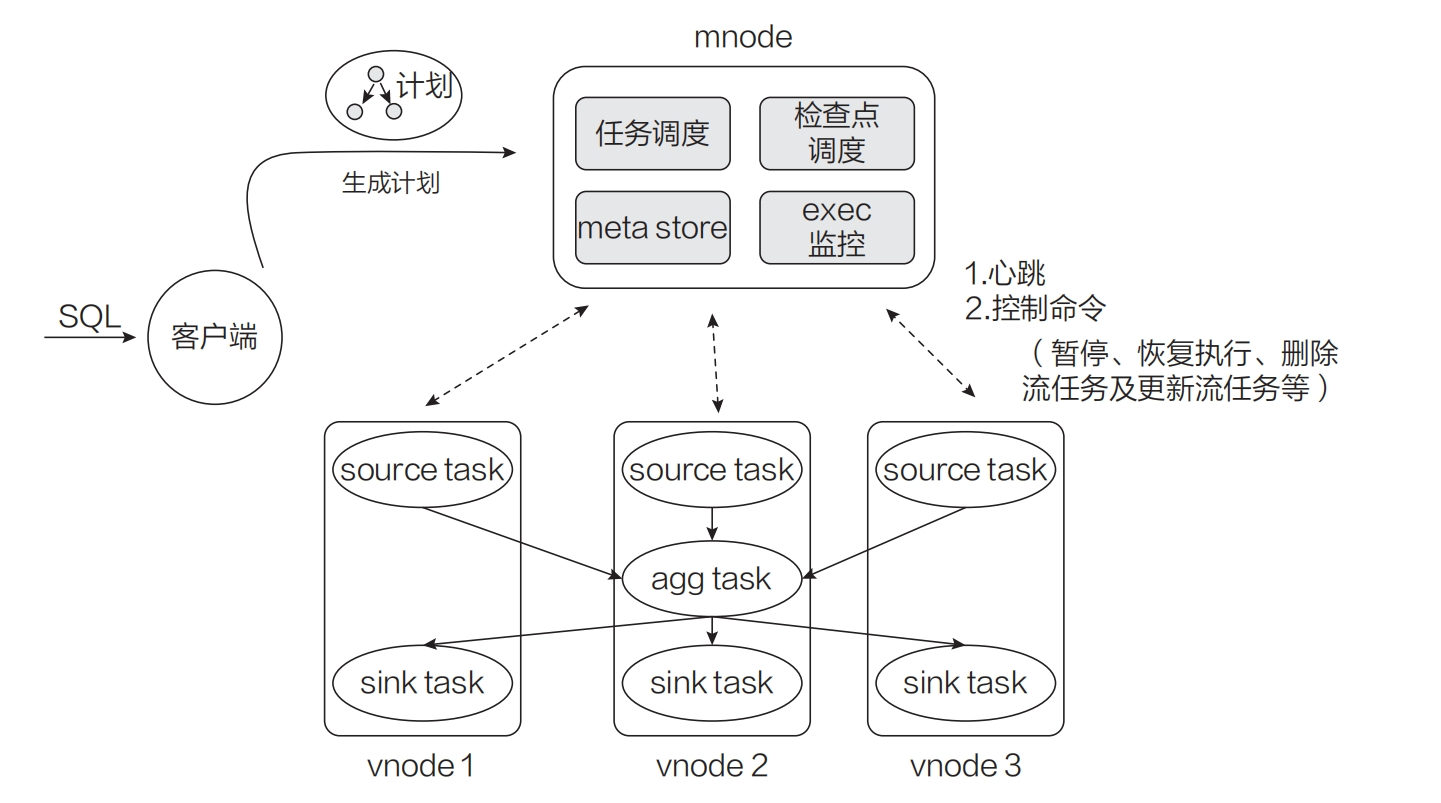 mnode
计划
任务调度
检查点
调度
生成计划
meta store
exec
监控
1.心跳
2.控制命令
（暂停、恢复执行、删除
流任务及更新流任务等）
SQL
客户端
source task
source task
source task
agg task
sink task
sink task
sink task
vnode 1
vnode 2
vnode 3